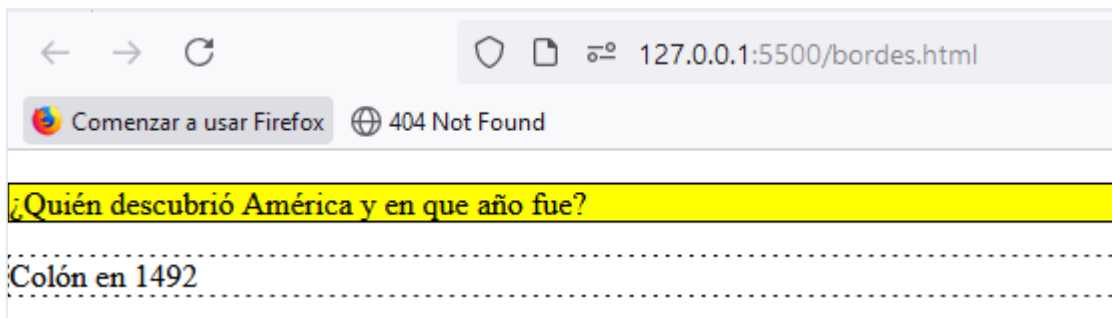 127.0.0.1:5500/bordes.html
Comenzar a usar Firefox 404 Not Found
¿Quién descubrió América y en que año fue?
Colón en 1492